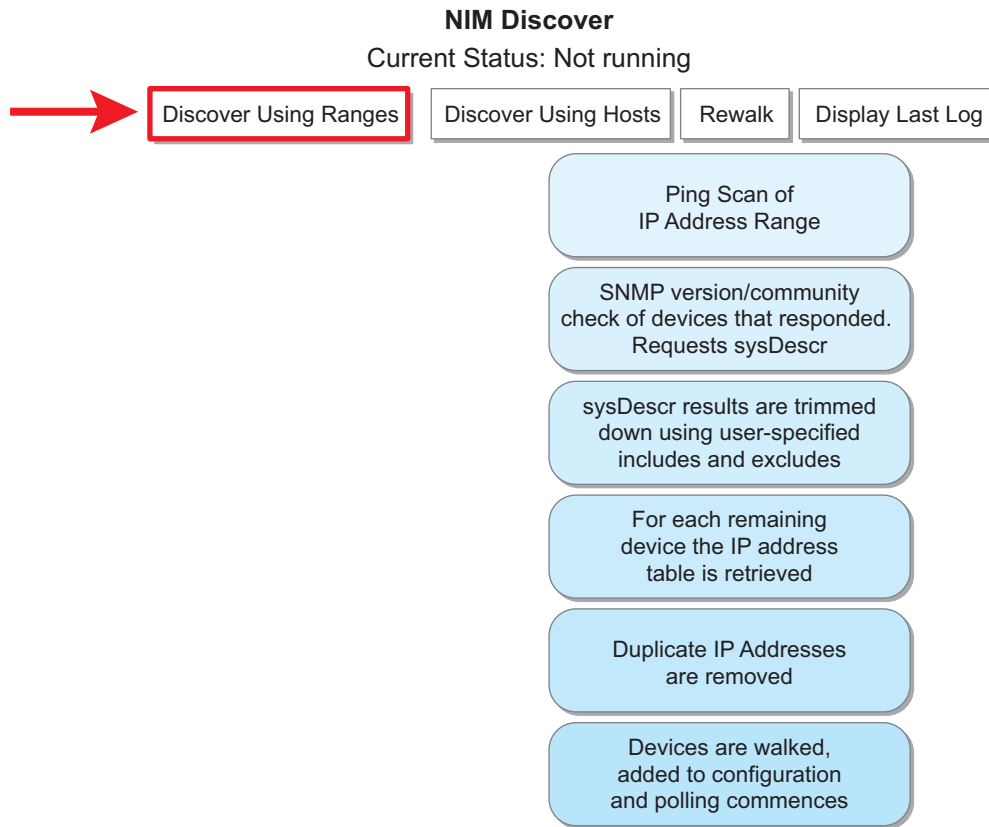 NIM Discover
Current Status: Not running
Discover Using Ranges
Discover Using Hosts
Rewalk
Display Last Log
Ping Scan of
IP Address Range
SNMP version/community
check of devices that responded.
Requests sysDescr
sysDescr results are trimmed
down using user-specified
includes and excludes
For each remaining
device the IP address
table is retrieved
Duplicate IP Addresses
are removed
Devices are walked,
added to configuration
and polling commences